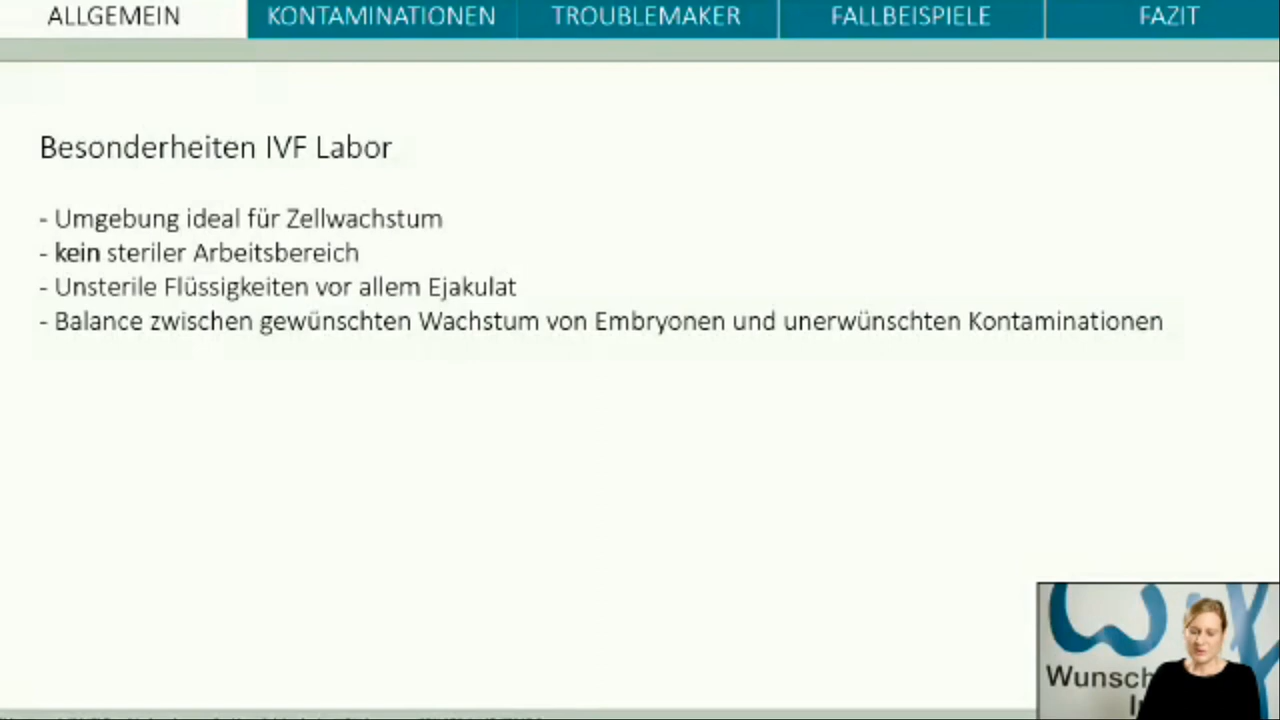 ALLGEMEIN
KONTAMINATIONEN
TROUBLEMAKER
FALLBEISPIELE
FAZIT
Besonderheiten IVF Labor
- Umgebung ideal für Zellwachstum
- kein steriler Arbeitsbereich
- Unsterile Flüssigkeiten vor allem Ejakulat
- Balance zwischen gewünschten Wachstum von Embryonen und unerwünschten Kontaminationen
Wunsch